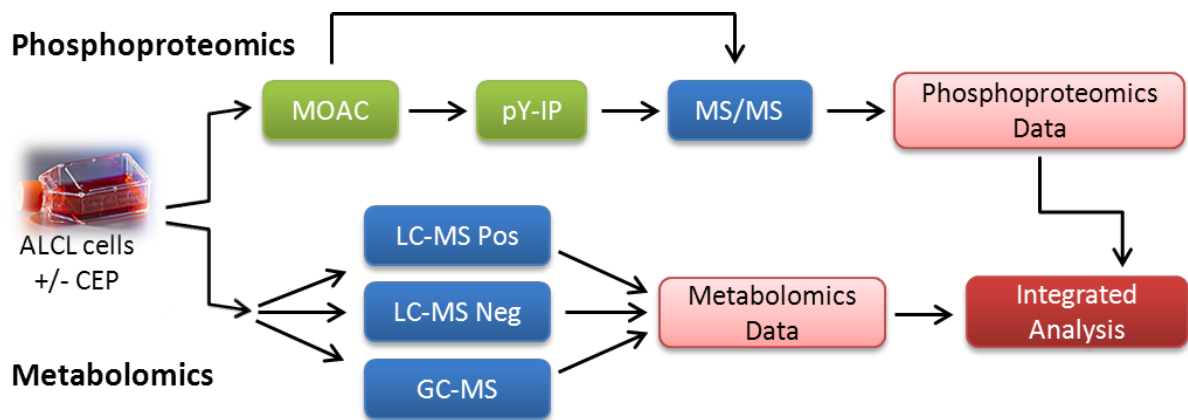 Phosphoproteomics
MOAC
pY-IP
MS/MS
Phosphoproteomics
Data
ALCL cells
+/- CEP
LC-MS Pos
LC-MS Neg
GC-MS
Metabolomics
Data
Integrated
Analysis
Metabolomics